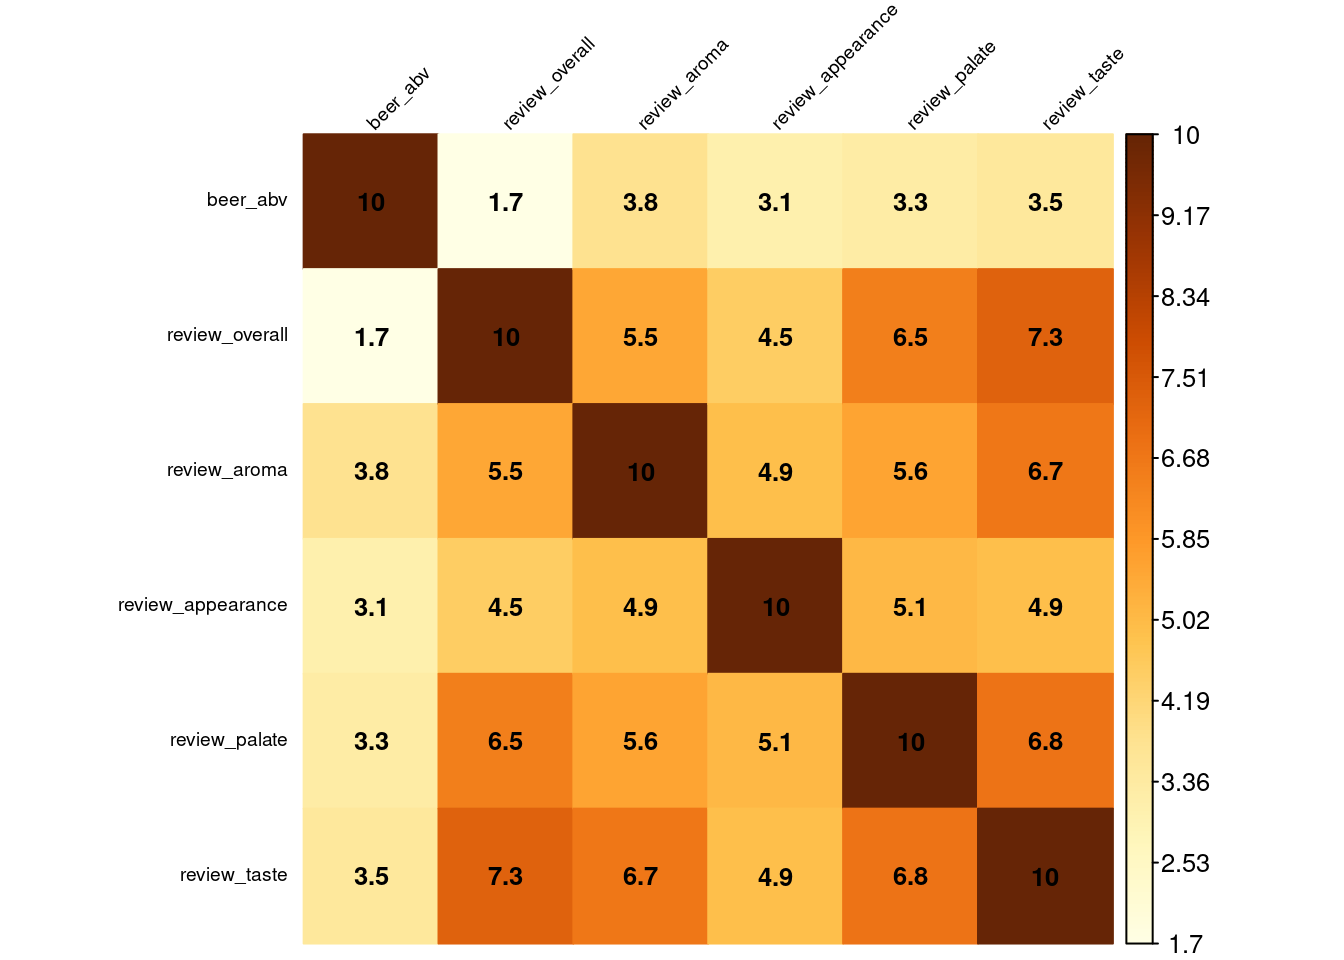 beer_abv
review_overall
review_aroma
review_appearance
review_palate
review_taste
10
beer_abv 10 1.7 3.8 3.1 3.3 3.5
9.17
8.34
review_overall 1.7 10 5.5 4.5 6.5 7.3
7.51
6.68
review_aroma 3.8 5.5 10 4.9 5.6 6.7
5.85
review_appearance 3.1 4.5 4.9 10 5.1 4.9
5.02
4.19
review_palate 3.3 6.5 5.6 5.1 10 6.8
3.36
2.53
review_taste 3.5 7.3 6.7 4.9 6.8 10
1.7